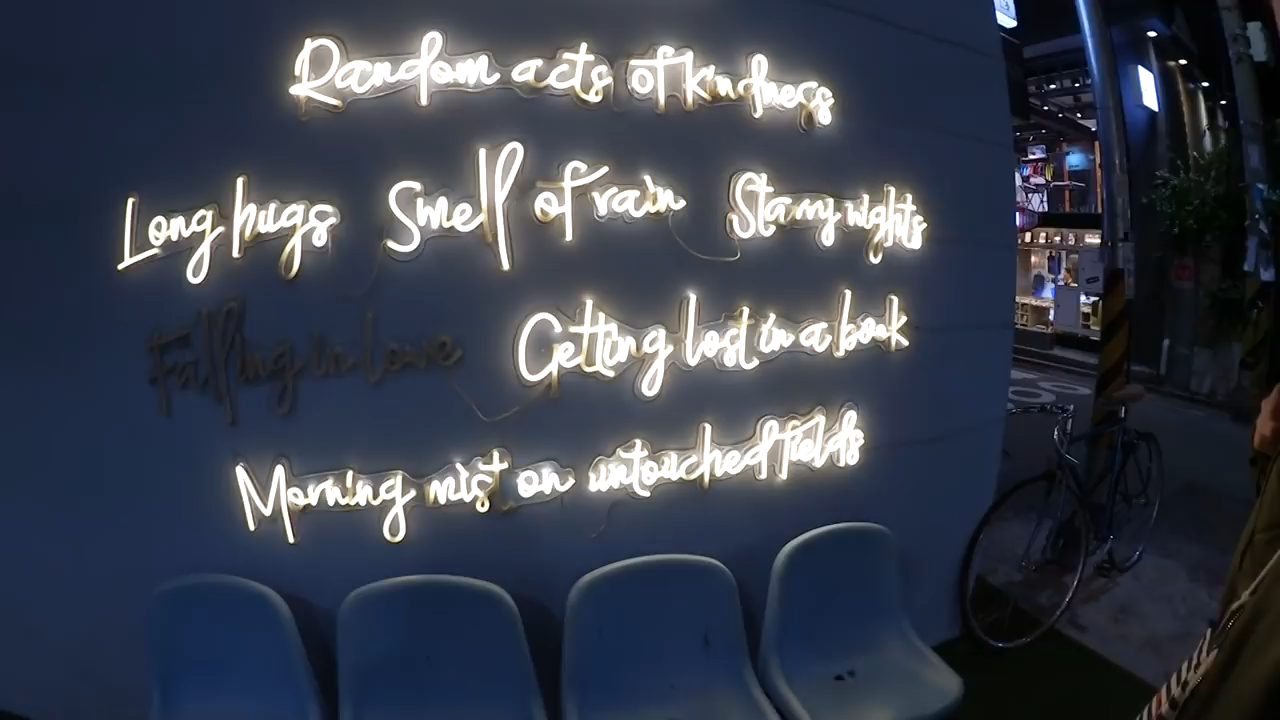 Random acts of kindness
Long hugs Smell of rain Starry nights
Falling in Love Getting lost in a book
Morning mist on untouched fields